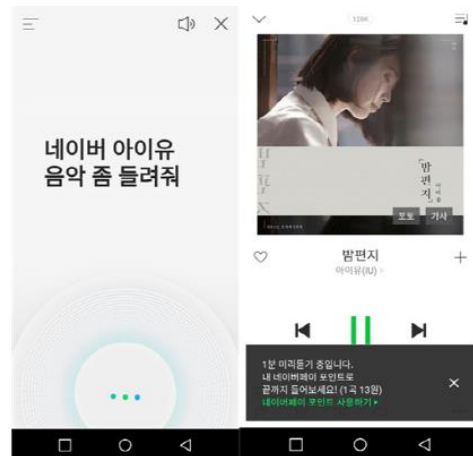 네이버 아이유
음악 좀 들려줘
128K
밤편지
아이유
포토
가사
밤편지
아이유(IU) >
1분 미리듣기 중입니다.
내 네이버페이 포인트로
끝까지 들어보세요! (1곡 13원)
네이버페이 포인트 사용하기 ▸